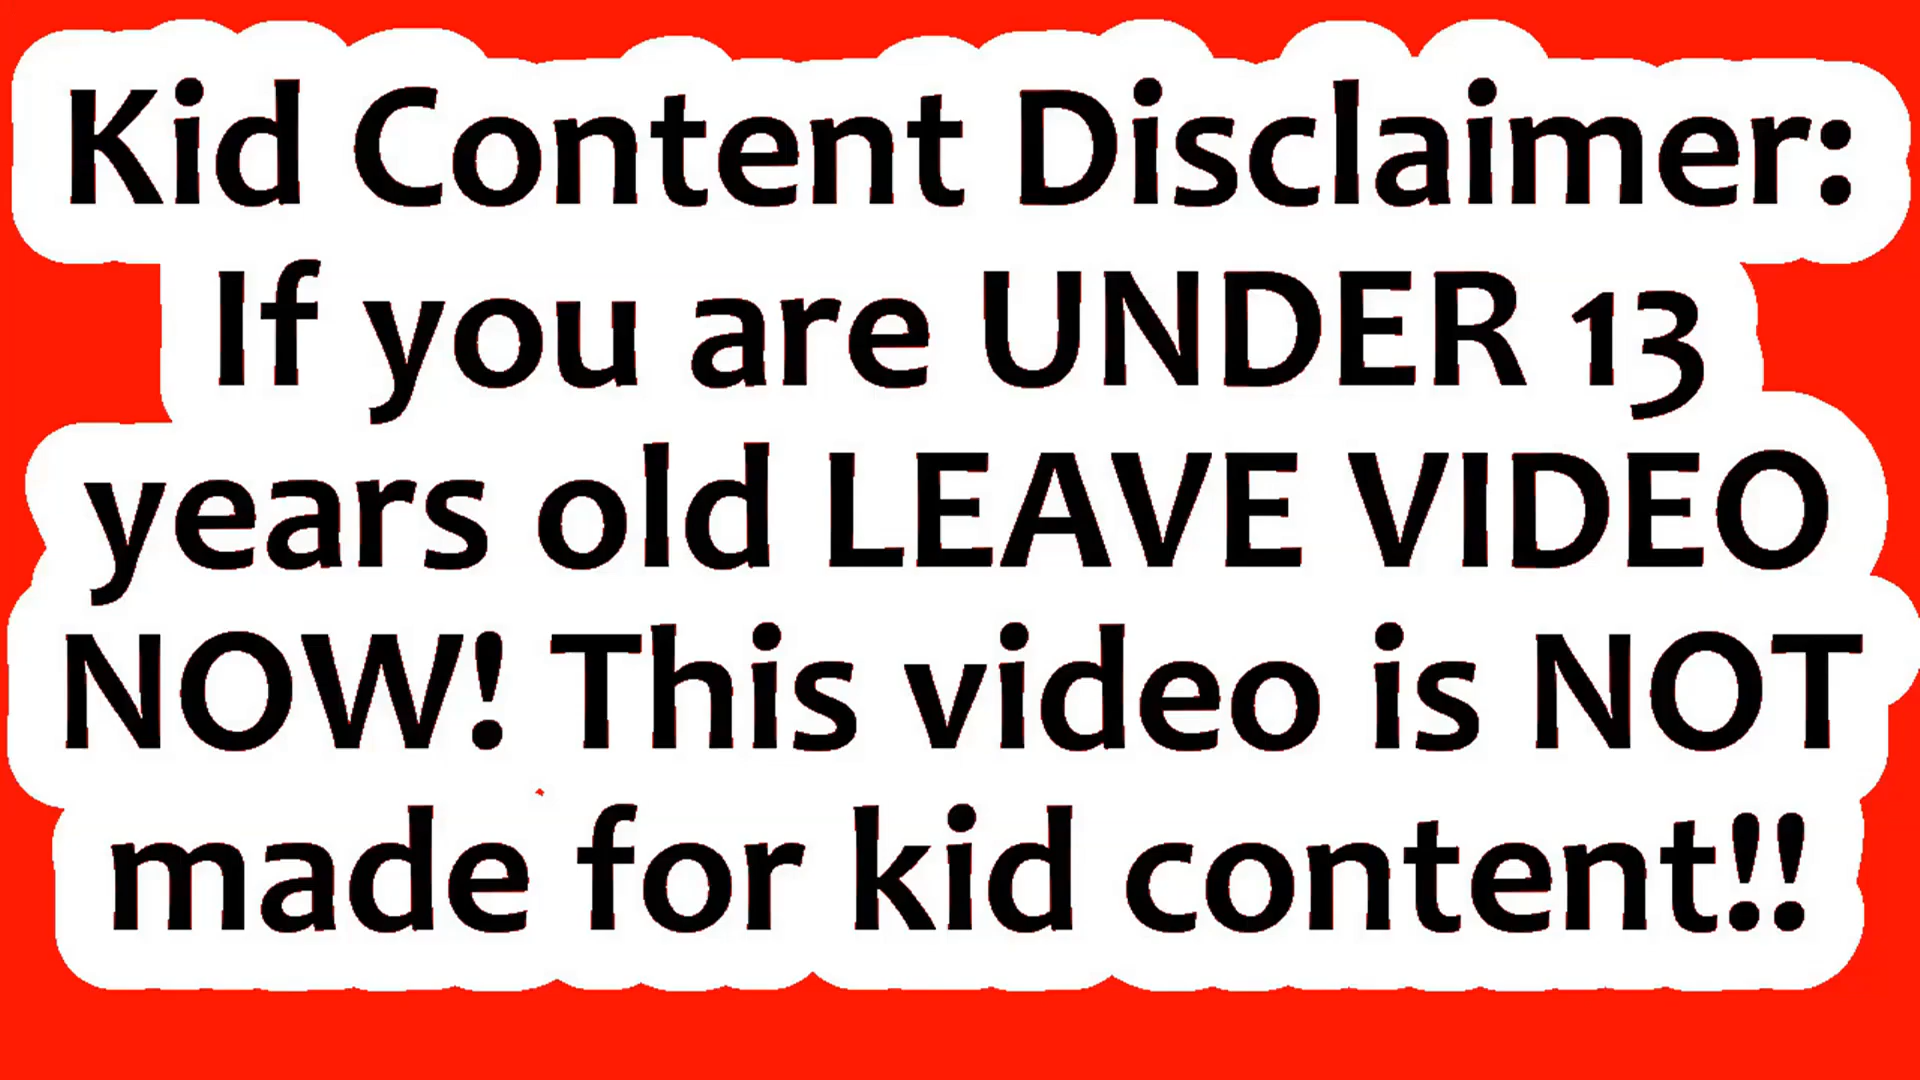 Kid Content Disclaimer:
If you are UNDER 13
years old LEAVE VIDEO
NOW! This video is NOT
made for kid content!!